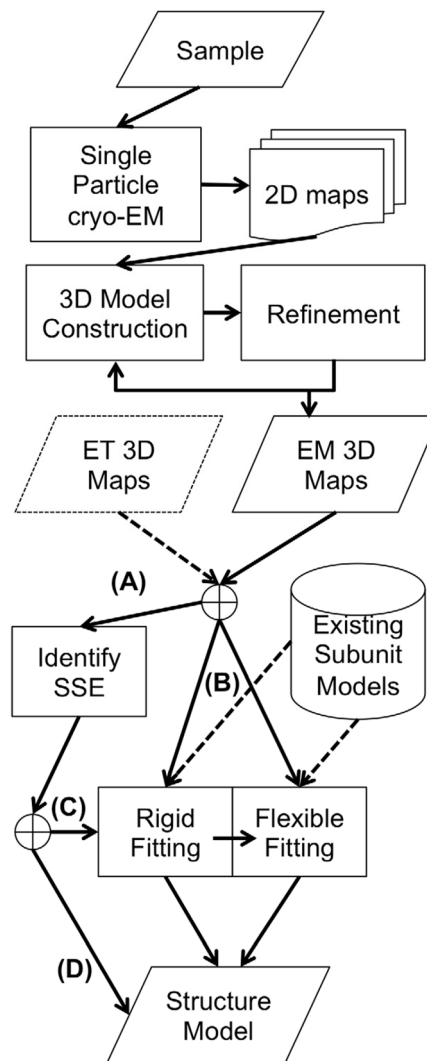 Sample
Single
Particle
cryo-EM
2D maps
3D Model
Construction
Refinement
ET 3D
Maps
EM 3D
Maps
(A)
Identify
SSE
(B)
Existing
Subunit
Models
(C)
Rigid
Fitting
Flexible
Fitting
(D)
Structure
Model